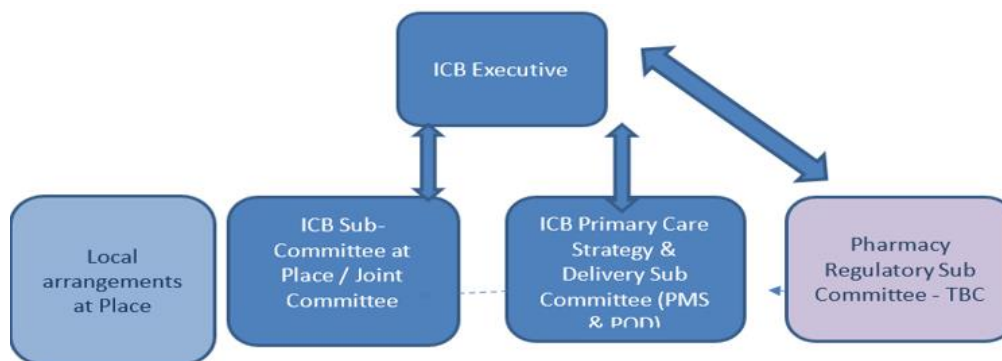 ICB Executive
Local
arrangements
at Place
ICB Sub-
Committee at
Place / Joint
Committee
ICB Primary Care
Strategy &
Delivery Sub
Committee (PMS
& POD)
Pharmacy
Regulatory Sub
Committee - TBC